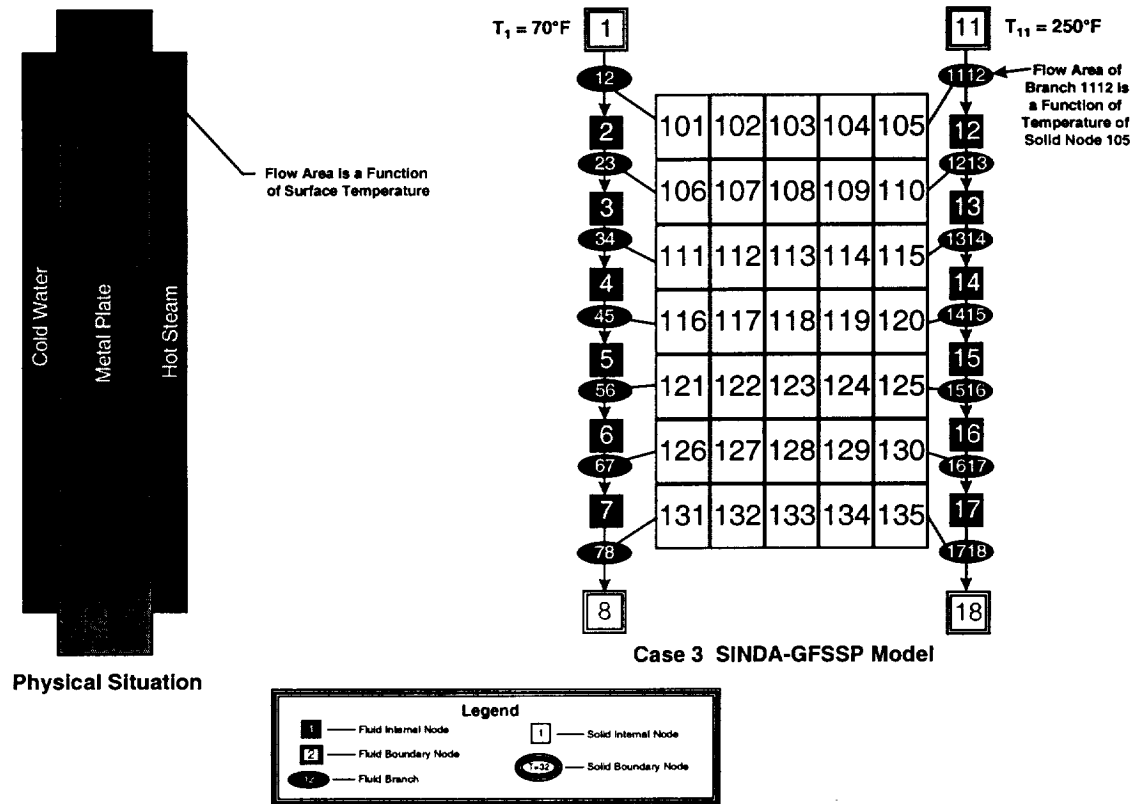 Cold Water
Metal Plate
Hot Steam
Flow Area is a Function
of Surface Temperature
Physical Situation
T1 = 70°F
1
12
2
23
3
34
4
45
5
56
6
67
7
78
8
101 102 103 104 105
106 107 108 109 110
111 112 113 114 115
116 117 118 119 120
121 122 123 124 125
126 127 128 129 130
131 132 133 134 135
11
T11 = 250°F
1112
Flow Area of
Branch 1112 is
a Function of
Temperature of
Solid Node 105
12
1213
13
1314
14
1415
15
1516
16
1617
17
1718
18
Case 3 SINDA-GFSSP Model
Legend
1 Fluid Internal Node
2 Fluid Boundary Node
12 Fluid Branch
1 Solid Internal Node
T=32 Solid Boundary Node